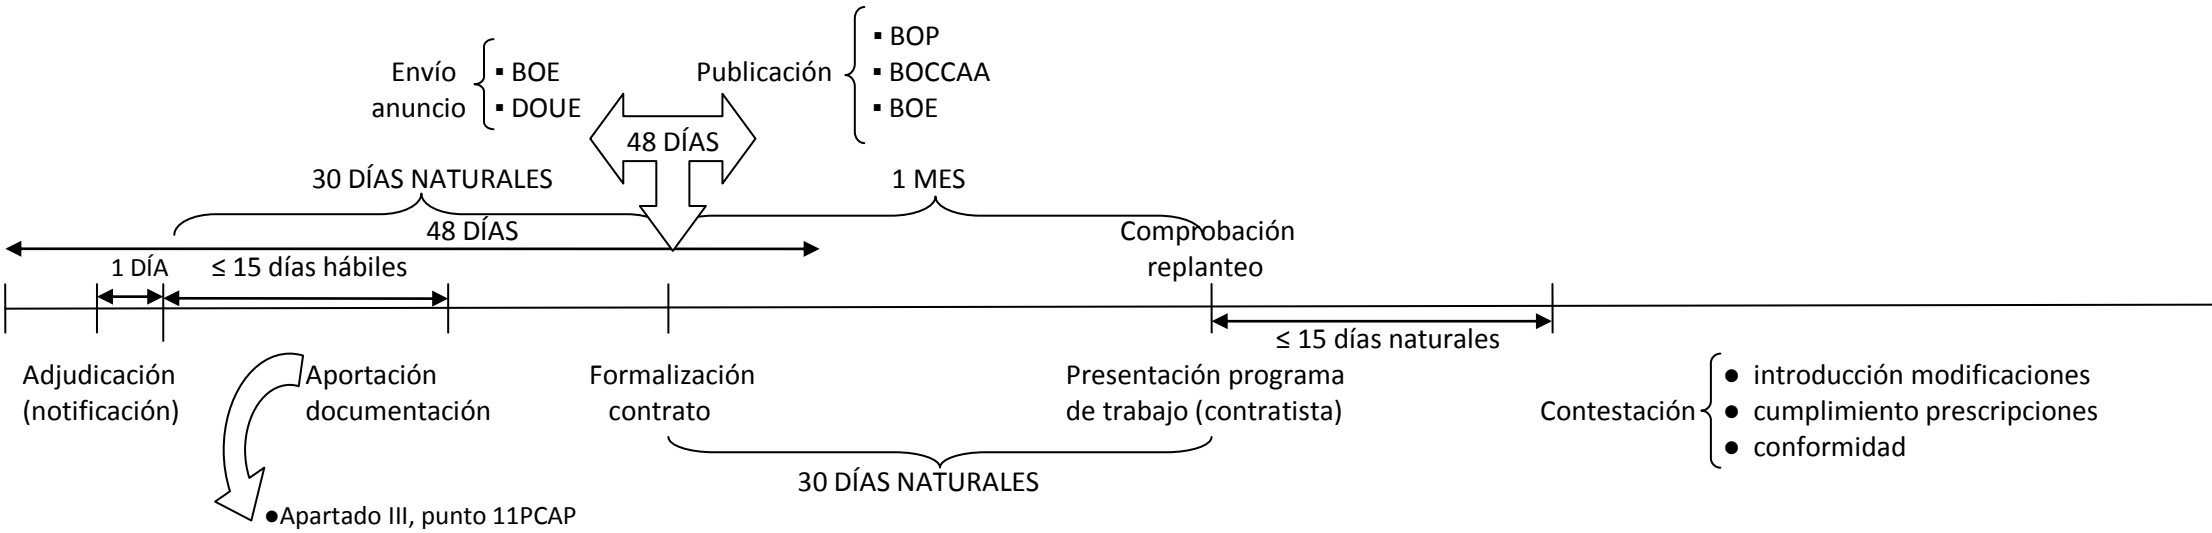 ▪ BOP
Envío
▪ BOE
Publicación
▪ BOCCAA
anuncio
▪ DOUE
▪ BOE
48 DÍAS
30 DÍAS NATURALES
1 MES
48 DÍAS
Comprobación
replanteo
1 DÍA
≤ 15 días hábiles
≤ 15 días naturales
Adjudicación
(notificación)
Aportación
documentación
Formalización
contrato
Presentación programa
de trabajo (contratista)
Contestación
● introducción modificaciones
● cumplimiento prescripciones
● conformidad
30 DÍAS NATURALES
●Apartado III, punto 11PCAP